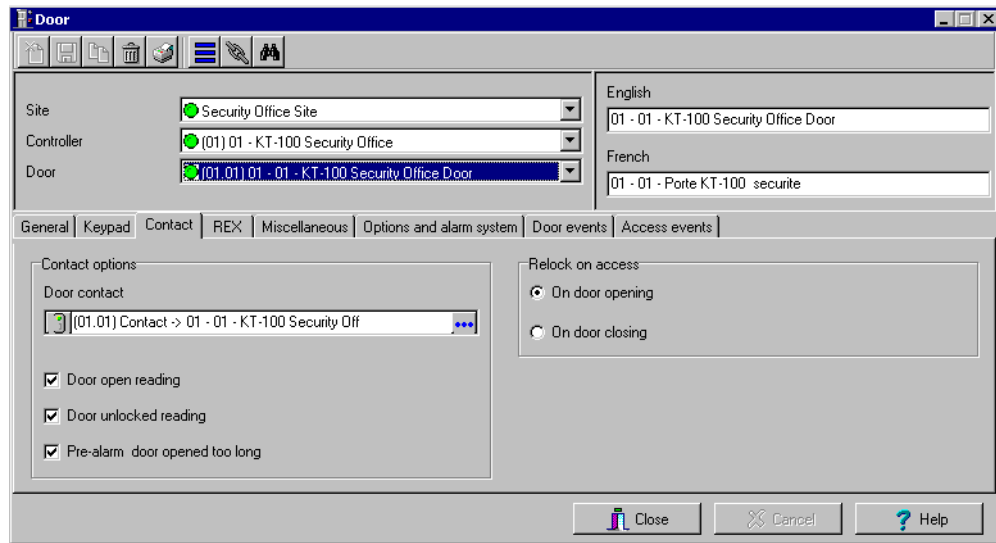 Door
Site
Security Office Site
Controller
(01) 01 - KT-100 Security Office
Door
(01.01) 01 - 01 - KT-100 Security Office Door
English
01 - 01 - KT-100 Security Office Door
French
01 - 01 - Porte KT-100 securite
General Keypad Contact REX Miscellaneous Options and alarm system Door events Access events
Contact options
Door contact
(01.01) Contact -> 01 - 01 - KT-100 Security Off
Door open reading
Door unlocked reading
Pre-alarm door opened too long
Relock on access
On door opening
On door closing
Close Cancel Help